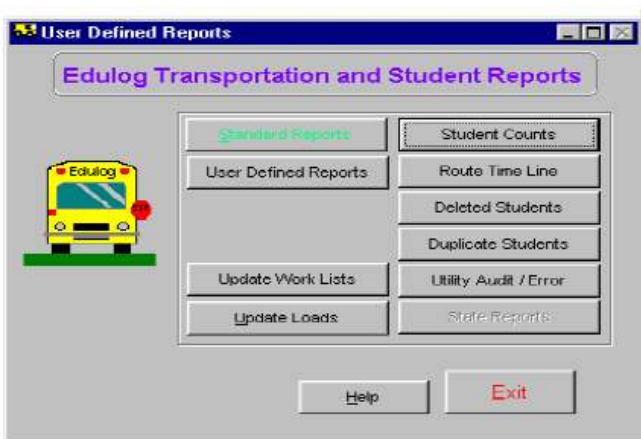 User Defined Reports
Edulog Transportation and Student Reports
Standard Reports
Student Counts
Edulog
User Defined Reports
Route Time Line
Deleted Students
Duplicate Students
Update Work Lists
Utility Audit / Error
Update Loads
State Reports
Help
Exit